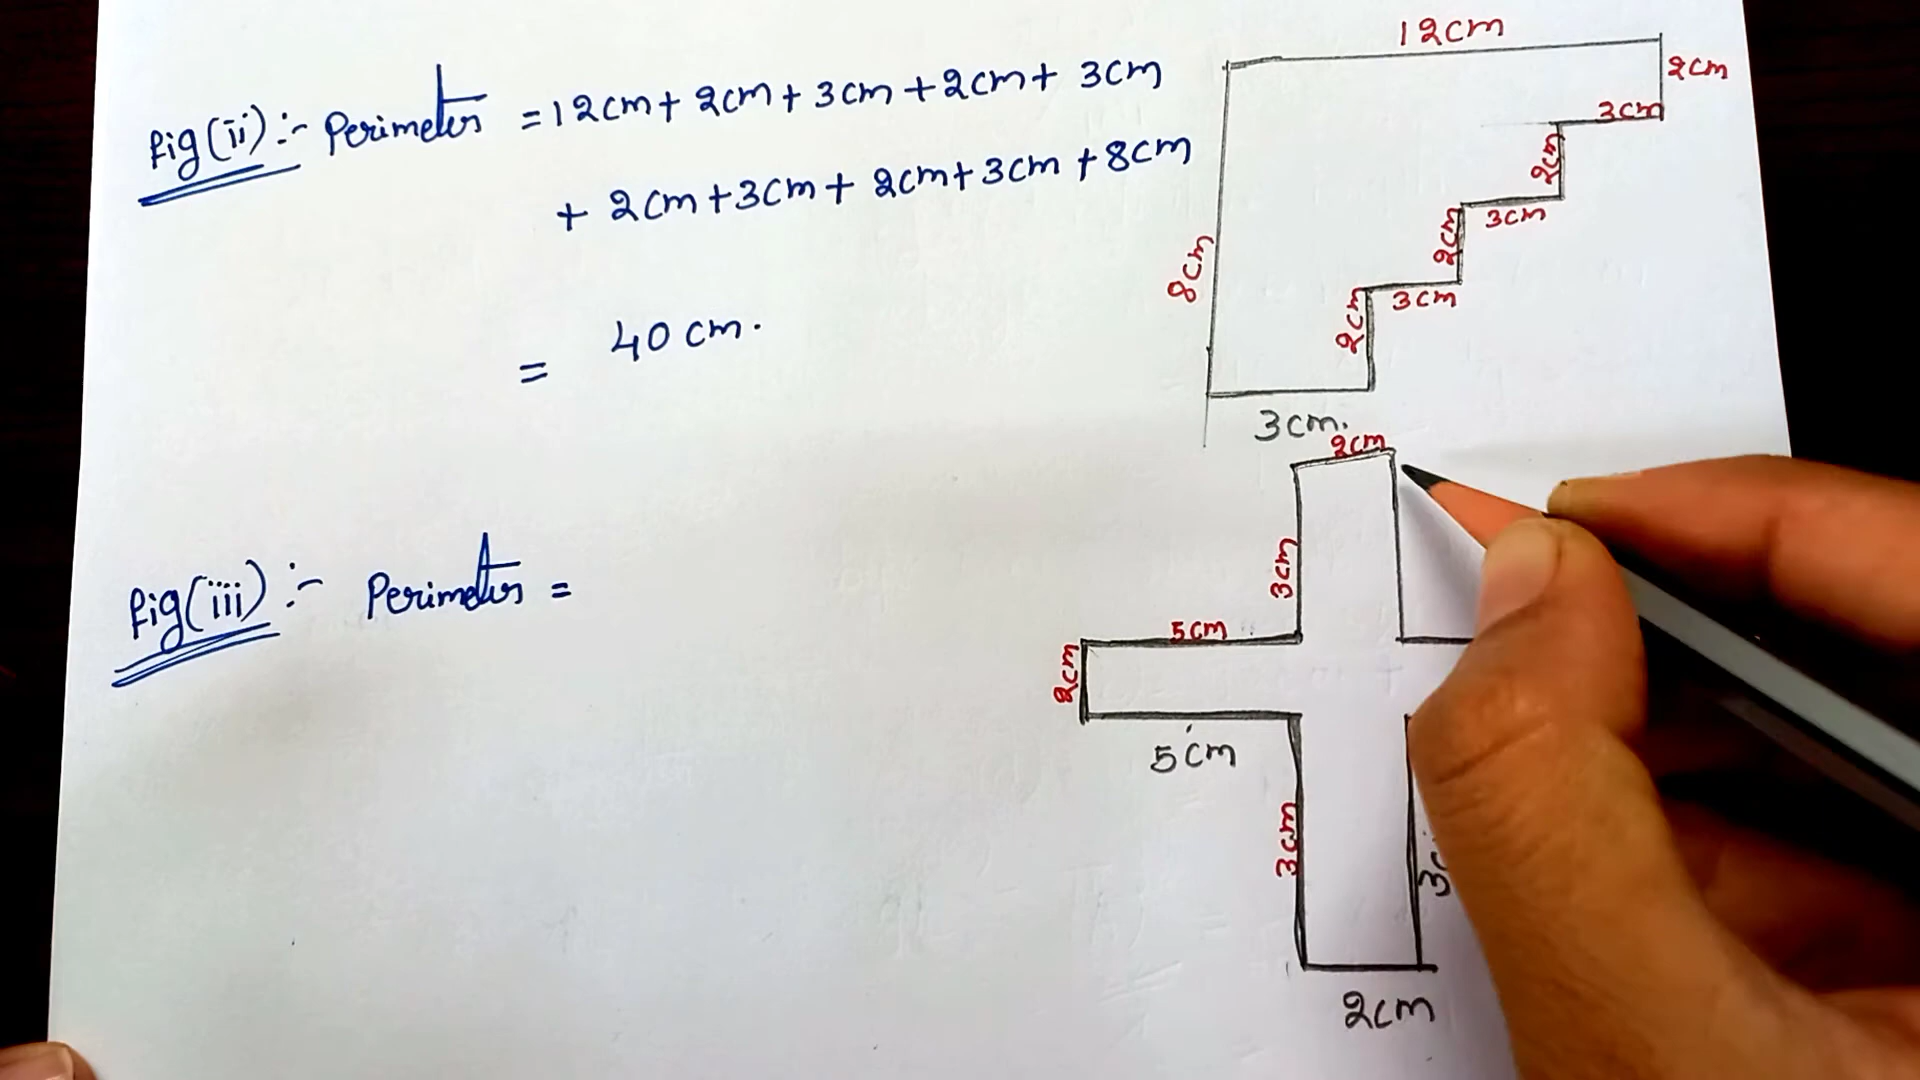 Fig(ii):- Perimeter = 12cm + 2cm + 3cm + 2cm + 3cm
+ 2cm + 3cm + 2cm + 3cm + 8cm
= 40 cm.
12cm
2cm
3cm
2cm
3cm
2cm
3cm
2cm
8cm
3cm.
Fig(iii):- Perimeter =
2cm
3cm
5cm
2cm
5cm
3cm
2cm